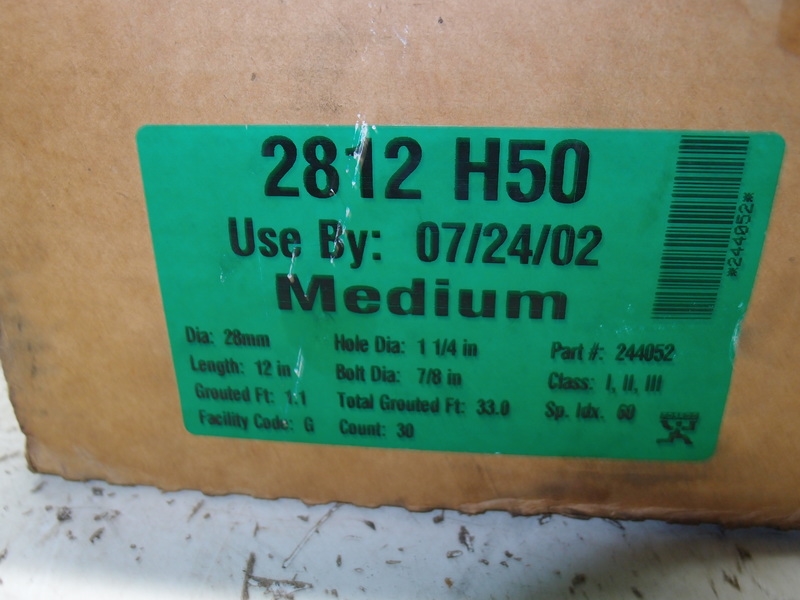 2812 H50
Use By: 07/24/02
Medium
Dia: 28mm Hole Dia: 1 1/4 in Part #: 244052
Length: 12 in Bolt Dia: 7/8 in Class: I, II, III
Grouted Ft: 1.1 Total Grouted Ft: 33.0 Sp. Idx. 60
Facility Code: G Count: 30
*244052*